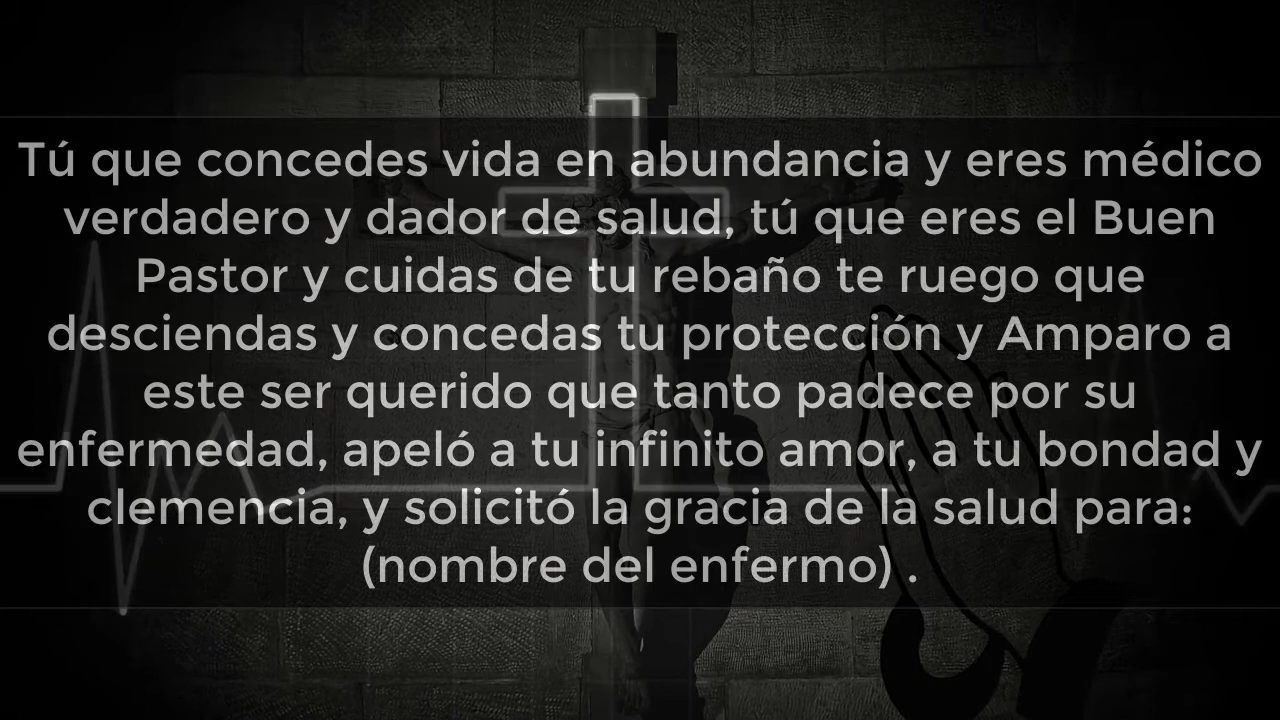 Tú que concedes vida en abundancia y eres médico
verdadero y dador de salud, tú que eres el Buen
Pastor y cuidas de tu rebaño te ruego que
desciendas y concedas tu protección y Amparo a
este ser querido que tanto padece por su
enfermedad, apeló a tu infinito amor, a tu bondad y
clemencia, y solicitó la gracia de la salud para:
(nombre del enfermo) .